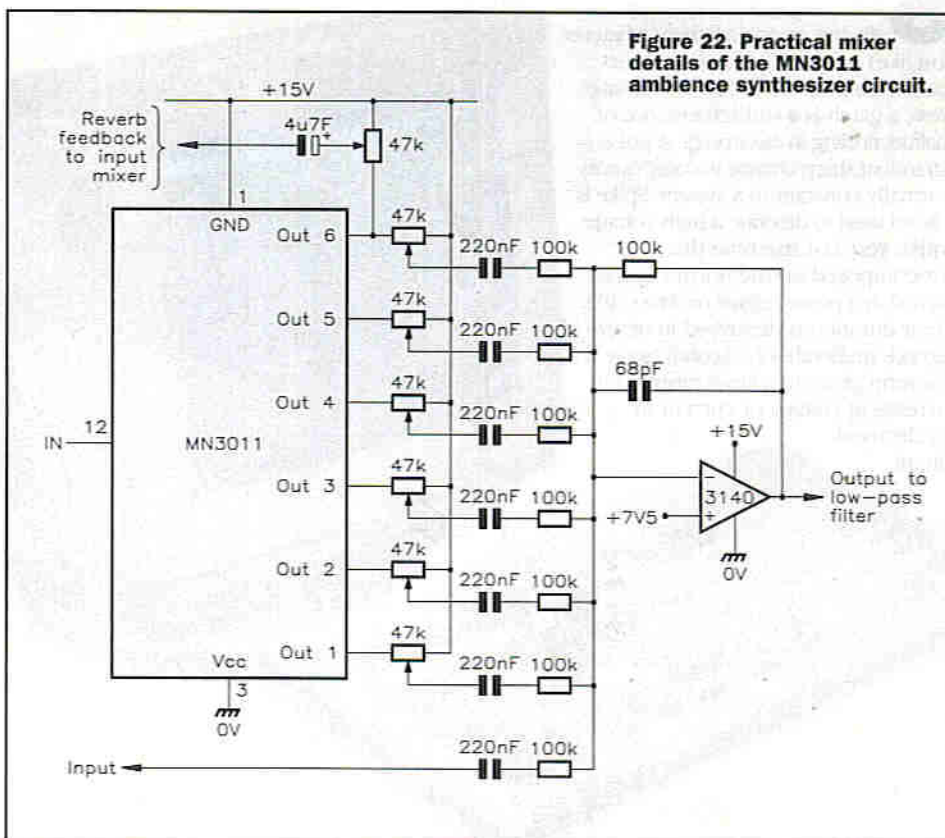 Figure 22. Practical mixer
details of the MN3011
ambience synthesizer circuit.
+15V
Reverb
feedback
to input
mixer
4u7F
47k
1
GND
Out 6
47k
220nF 100k
100k
Out 5
47k
220nF 100k
68pF
Out 4
47k
220nF 100k
+15V
IN
12
MN3011
Out 3
47k
220nF 100k
−
3140
+
+7V5
Output to
low-pass
filter
0V
Out 2
47k
220nF 100k
Out 1
47k
220nF 100k
Vcc
3
0V
220nF 100k
Input